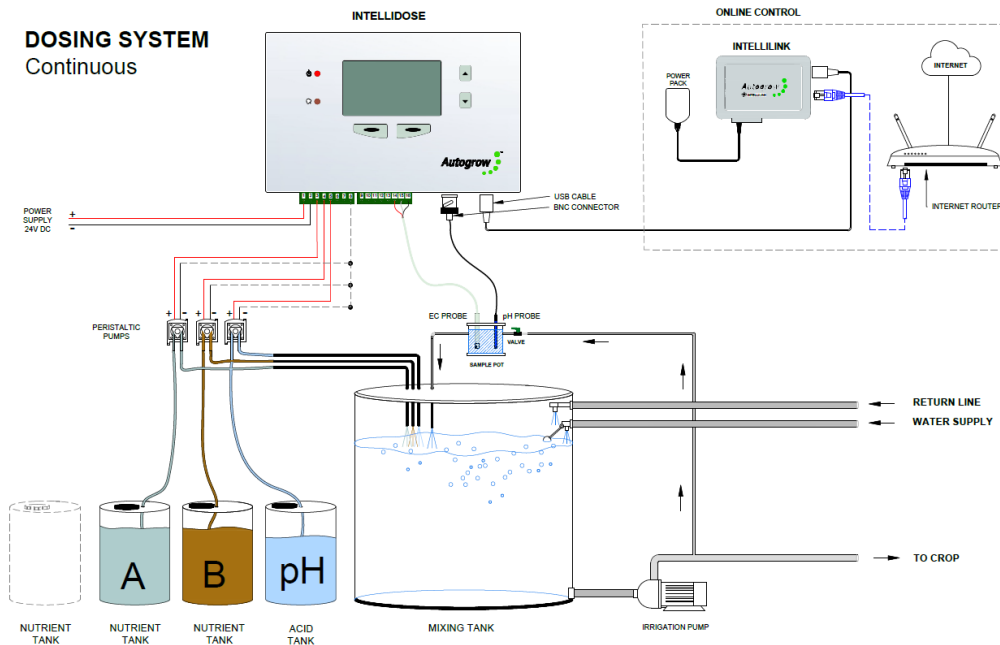 DOSING SYSTEM
Continuous
INTELLIDOSE
Autogrow™
ONLINE CONTROL
INTELLILINK
POWER
PACK
Autogrow
INTERNET
INTERNET ROUTER
USB CABLE
BNC CONNECTOR
POWER
SUPPLY
24V DC
+
-
+ -
+ -
+ -
PERISTALTIC
PUMPS
EC PROBE
pH PROBE
VALVE
SAMPLE POT
RETURN LINE
WATER SUPPLY
TO CROP
A
B
pH
NUTRIENT
TANK
NUTRIENT
TANK
NUTRIENT
TANK
ACID
TANK
MIXING TANK
IRRIGATION PUMP